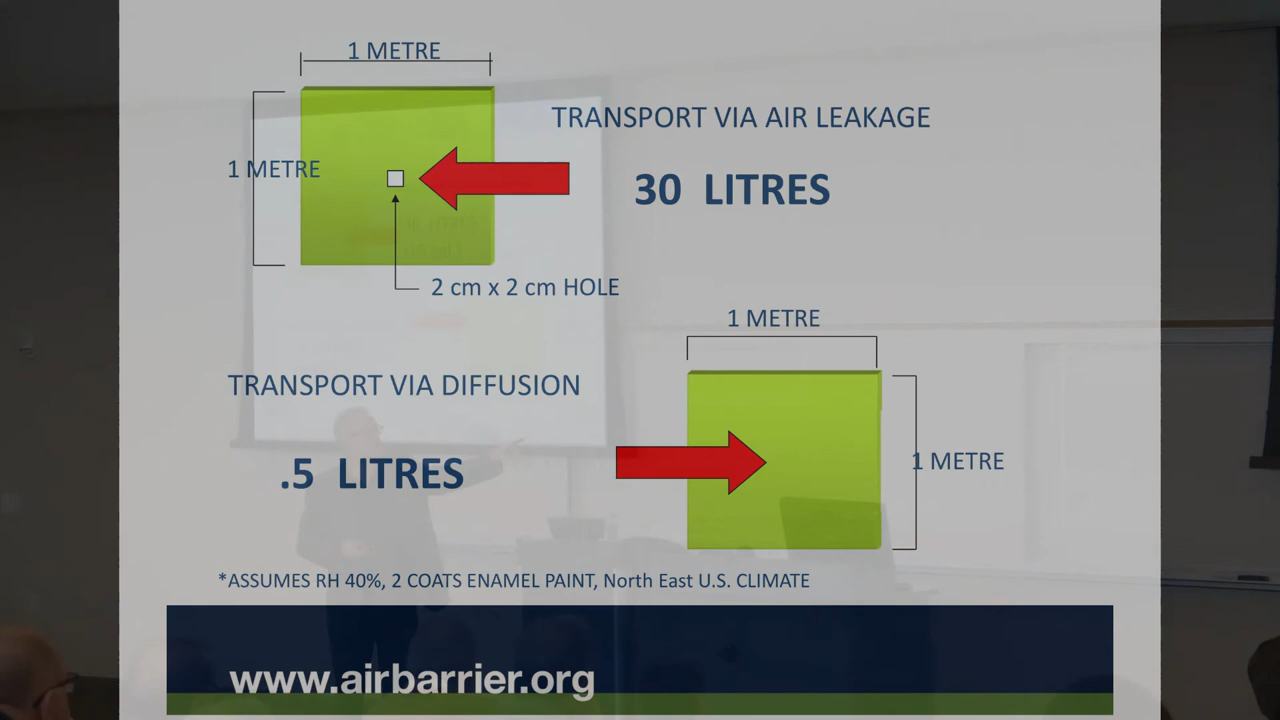 1 METRE
TRANSPORT VIA AIR LEAKAGE
1 METRE
30 LITRES
2 cm x 2 cm HOLE
1 METRE
TRANSPORT VIA DIFFUSION
.5 LITRES
1 METRE
*ASSUMES RH 40%, 2 COATS ENAMEL PAINT, North East U.S. CLIMATE
www.airbarrier.org